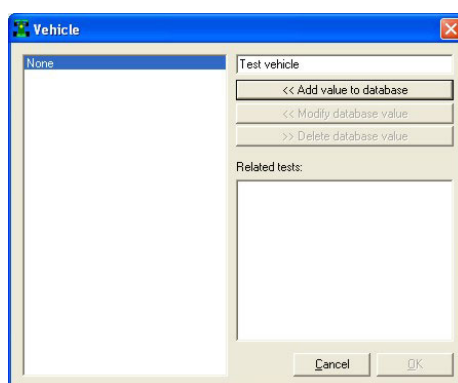 Vehicle
None
Test vehicle
<< Add value to database
<< Modify database value
>> Delete database value
Related tests:
Cancel
OK